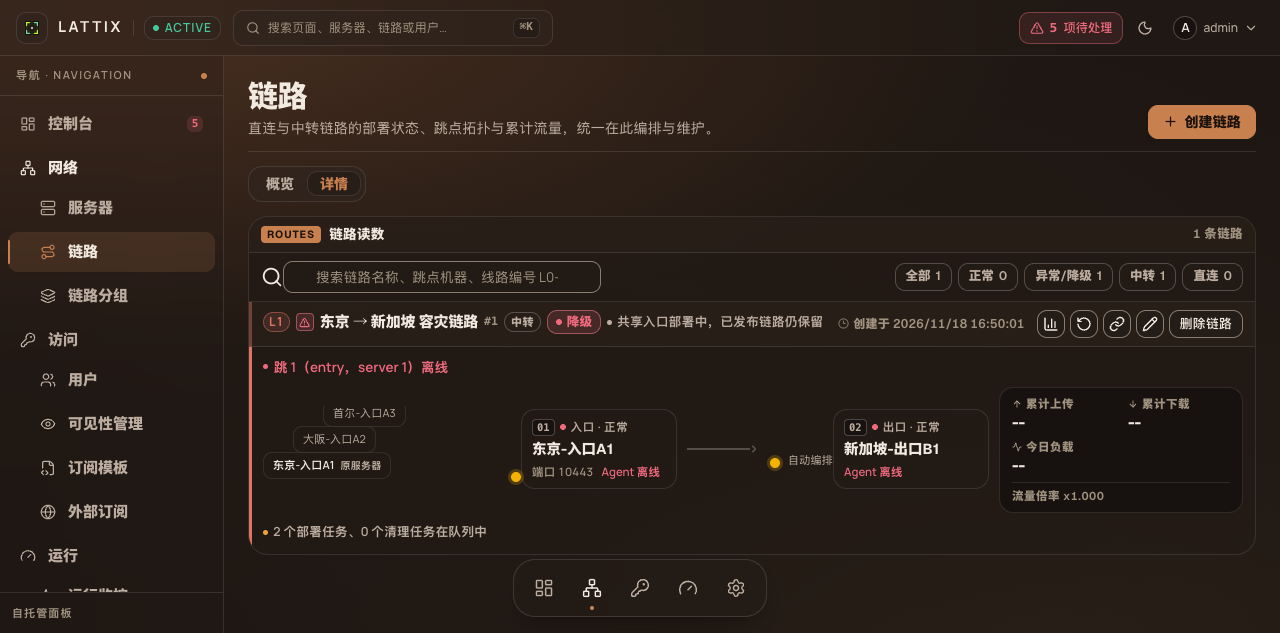 LATTIX
ACTIVE
搜索页面、服务器、链路或用户…
⌘K
5 项待处理
A
admin
导航 · NAVIGATION
控制台
5
网络
服务器
链路
链路分组
访问
用户
可见性管理
订阅模板
外部订阅
运行
自托管面板
链路
直连与中转链路的部署状态、跳点拓扑与累计流量，统一在此编排与维护。
+ 创建链路
概览
详情
ROUTES 链路读数
1 条链路
搜索链路名称、跳点机器、线路编号 L0-
全部 1
正常 0
异常/降级 1
中转 1
直连 0
L1
东京 → 新加坡 容灾链路 #1
中转
降级
共享入口部署中，已发布链路仍保留
创建于 2026/11/18 16:50:01
删除链路
跳 1（entry，server 1）离线
首尔-入口A3
大阪-入口A2
东京-入口A1 原服务器
01 入口 · 正常
东京-入口A1
端口 10443 Agent 离线
自动编排
02 出口 · 正常
新加坡-出口B1
Agent 离线
↑ 累计上传
--
↓ 累计下载
--
今日负载
--
流量倍率 x1.000
2 个部署任务、0 个清理任务在队列中